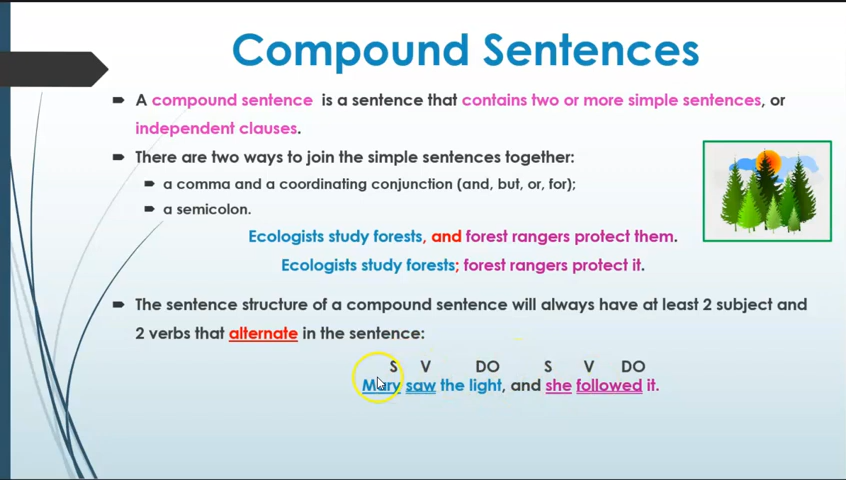 Compound Sentences
A compound sentence is a sentence that contains two or more simple sentences, or
independent clauses.
There are two ways to join the simple sentences together:
a comma and a coordinating conjunction (and, but, or, for);
a semicolon.
Ecologists study forests, and forest rangers protect them.
Ecologists study forests; forest rangers protect it.
The sentence structure of a compound sentence will always have at least 2 subject and
2 verbs that alternate in the sentence:
S V DO S V DO
Mary saw the light, and she followed it.